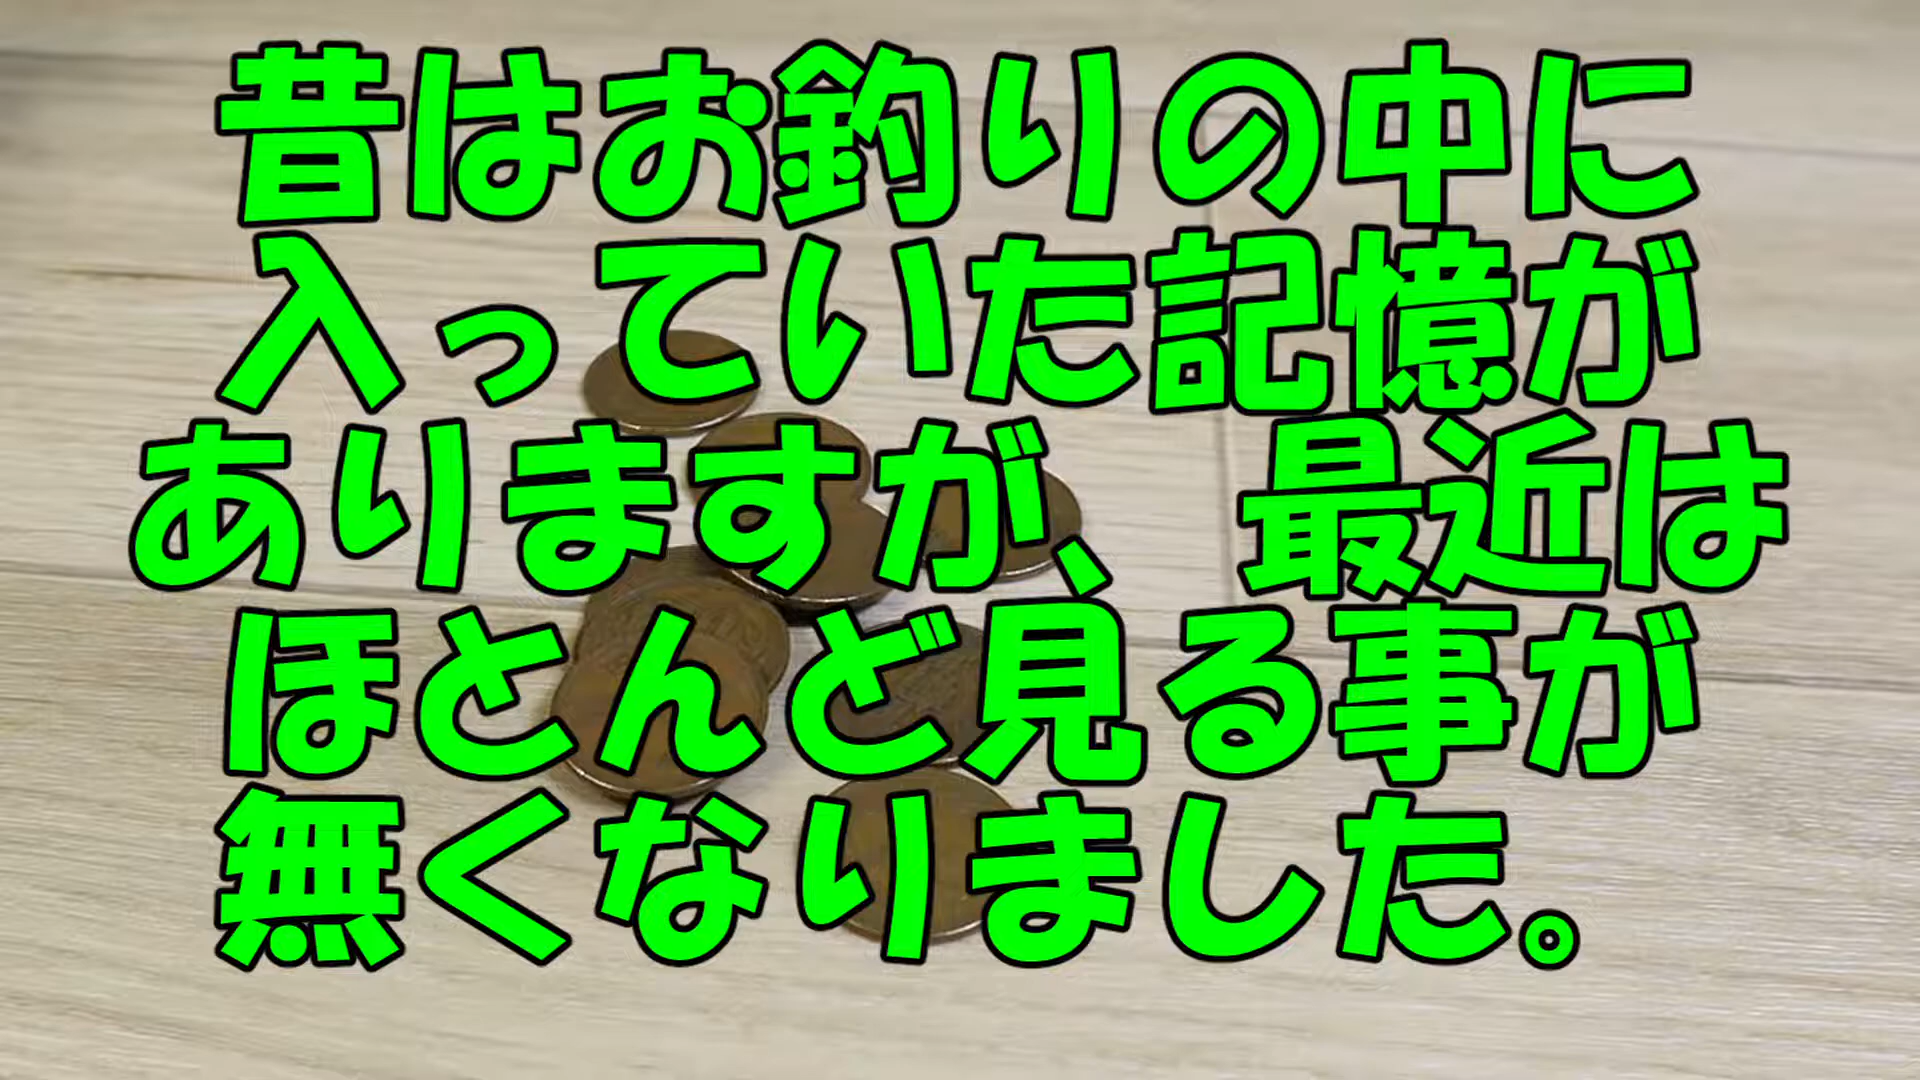 昔はお釣りの中に
入っていた記憶が
ありますが、最近は
ほとんど見る事が
無くなりました。